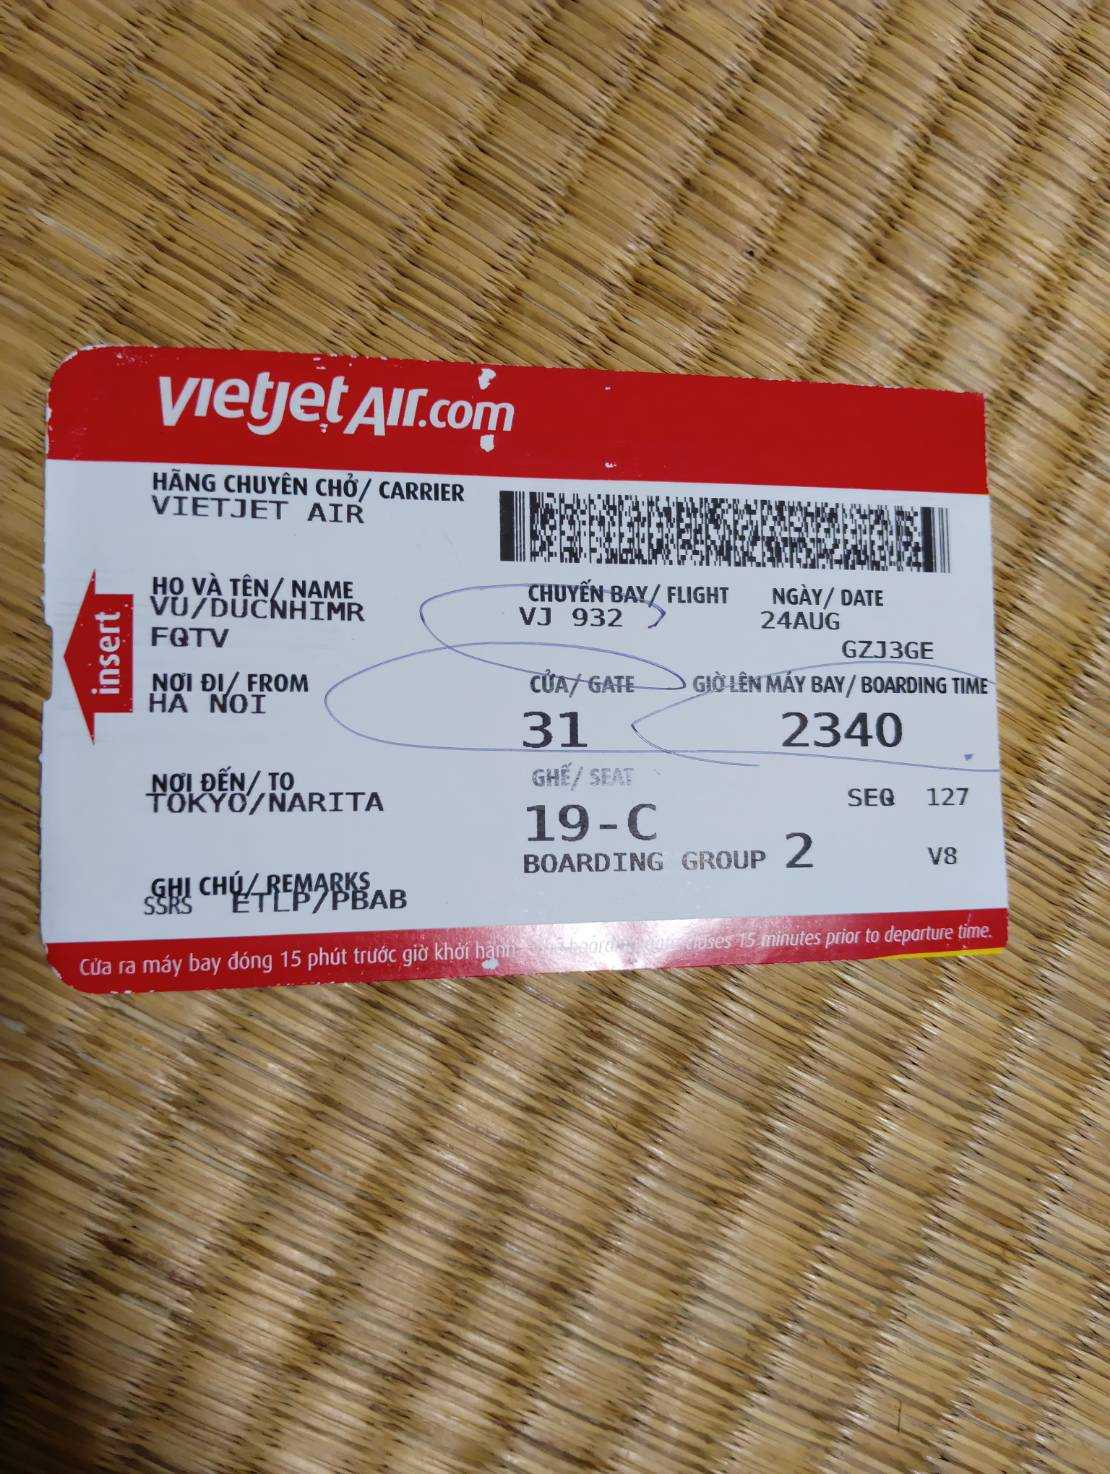 vietjet Air.com
HÃNG CHUYÊN CHỞ/ CARRIER
VIETJET AIR
HỌ VÀ TÊN/ NAME
VU/DUCNHIMR
FQTV
CHUYẾN BAY/ FLIGHT
VJ 932
NGÀY/ DATE
24AUG
GZJ3GE
insert
NƠI ĐI/ FROM
HA NOI
CỬA/ GATE
31
GIỜ LÊN MÁY BAY/ BOARDING TIME
2340
NƠI ĐẾN/ TO
TOKYO/NARITA
GHẾ/ SEAT
19-C
SEQ 127
BOARDING GROUP 2
V8
GHI CHÚ/ REMARKS
SSRS ETLP/PBAB
Cửa ra máy bay đóng 15 phút trước giờ khởi hành closes 15 minutes prior to departure time.